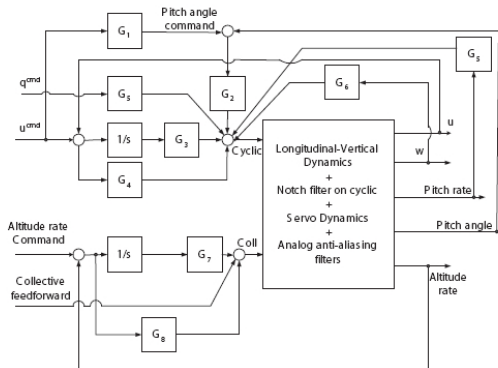 Pitch angle
command
G1
G5
qcmd
G5
G2
G6
ucmd
1/s
G3
Cyclic
G4
Longitudinal-Vertical
Dynamics
+
Notch filter on cyclic
+
Servo Dynamics
+
Analog anti-aliasing
filters
u
w
Pitch rate
Pitch angle
Altitude
rate
Altitude rate
Command
1/s
G7
Coll
Collective
feedforward
G8